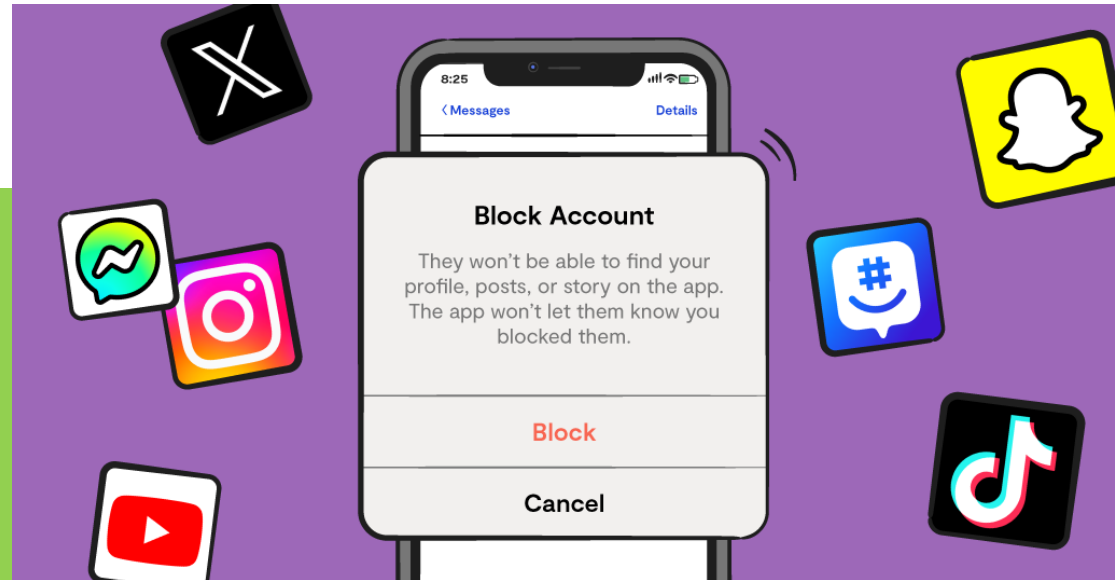 8:25
Messages
Details
Block Account
They won’t be able to find your
profile, posts, or story on the app.
The app won’t let them know you
blocked them.
Block
Cancel